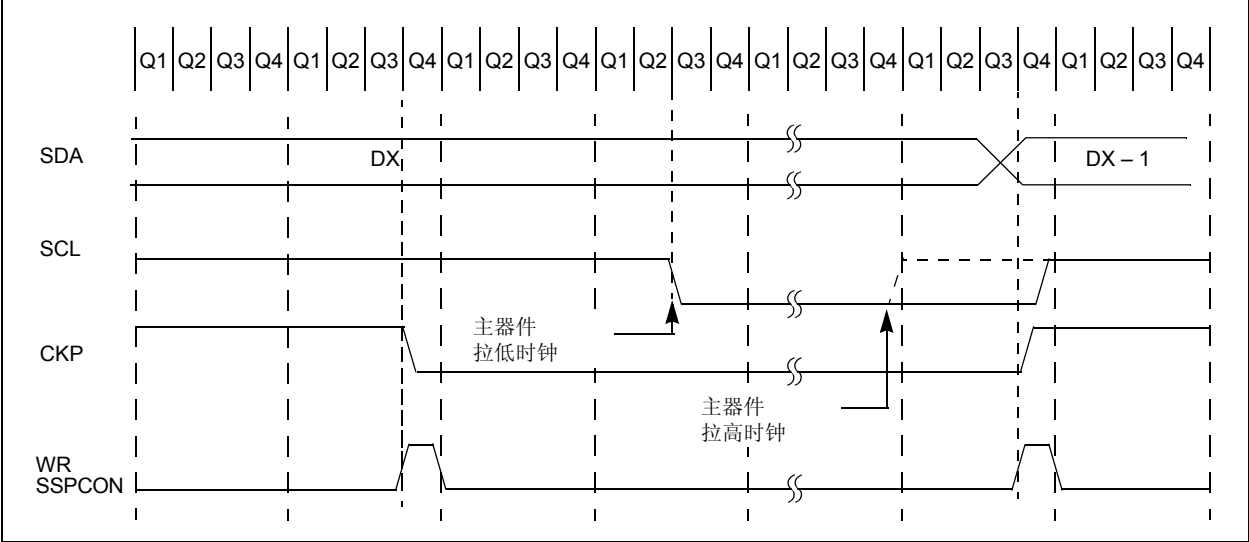 Q1 Q2 Q3 Q4 Q1 Q2 Q3 Q4 Q1 Q2 Q3 Q4 Q1 Q2 Q3 Q4 Q1 Q2 Q3 Q4 Q1 Q2 Q3 Q4 Q1 Q2 Q3 Q4
SDA
DX
DX – 1
SCL
主器件
拉低时钟
CKP
主器件
拉高时钟
WR
SSPCON